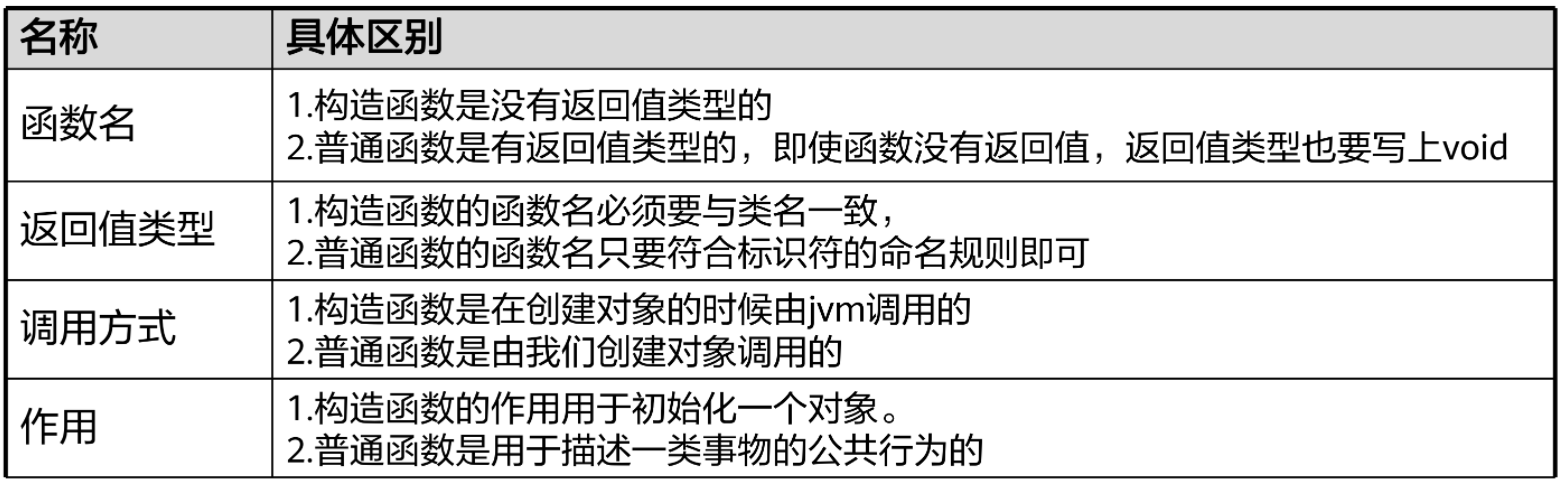 名称
具体区别
函数名
1.构造函数是没有返回值类型的
2.普通函数是有返回值类型的，即使函数没有返回值，返回值类型也要写上void
返回值类型
1.构造函数的函数名必须要与类名一致，
2.普通函数的函数名只要符合标识符的命名规则即可
调用方式
1.构造函数是在创建对象的时候由jvm调用的
2.普通函数是由我们创建对象调用的
作用
1.构造函数的作用用于初始化一个对象。
2.普通函数是用于描述一类事物的公共行为的